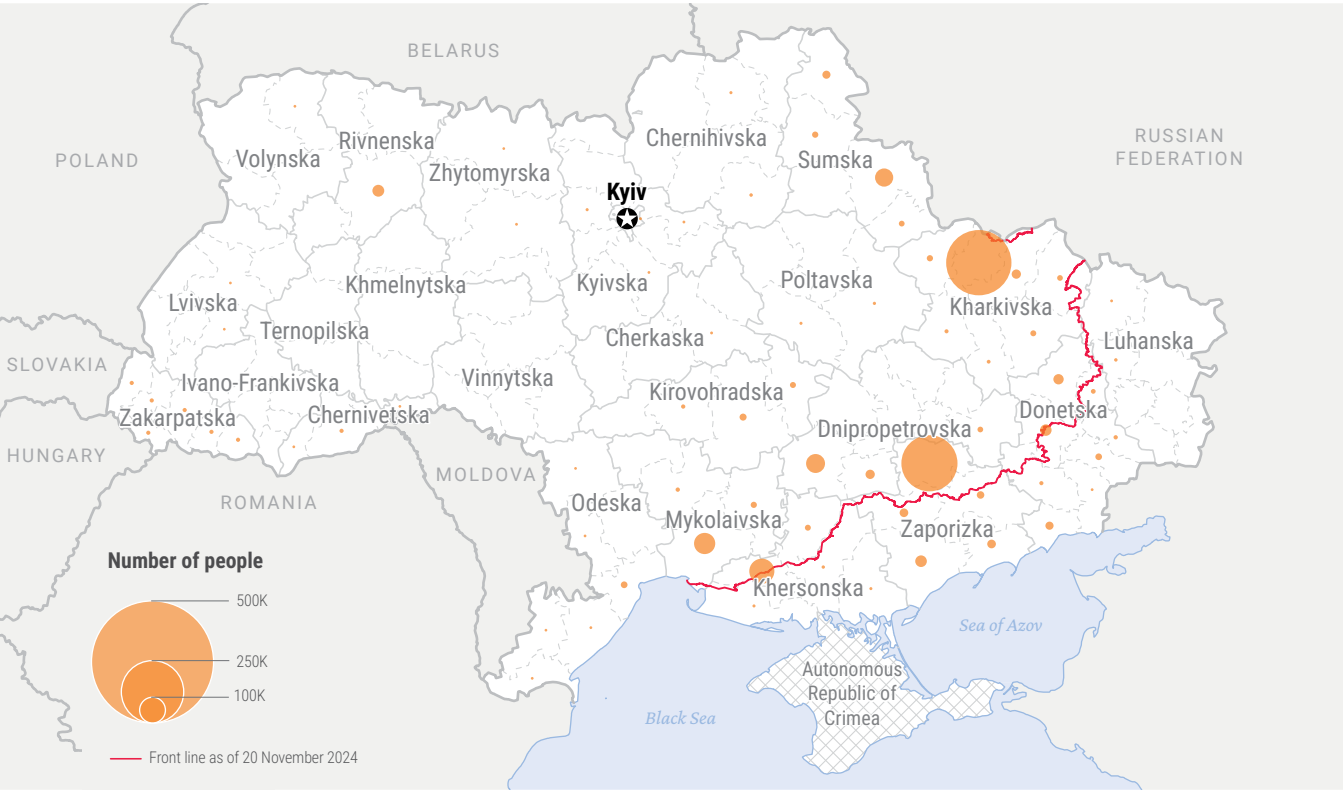 BELARUS
POLAND
RUSSIAN
FEDERATION
Volynska
Rivnenska
Zhytomyrska
Chernihivska
Sumska
Kyiv
Lvivska
Khmelnytska
Ternopilska
Kyivska
Poltavska
Kharkivska
Cherkaska
Luhanska
SLOVAKIA
Ivano-Frankivska
Vinnytska
Kirovohradska
Zakarpatska
Chernivetska
Donetska
Dnipropetrovska
HUNGARY
MOLDOVA
ROMANIA
Odeska
Mykolaivska
Zaporizka
Khersonska
Sea of Azov
Autonomous
Republic of
Crimea
Black Sea
Number of people
500K
250K
100K
Front line as of 20 November 2024